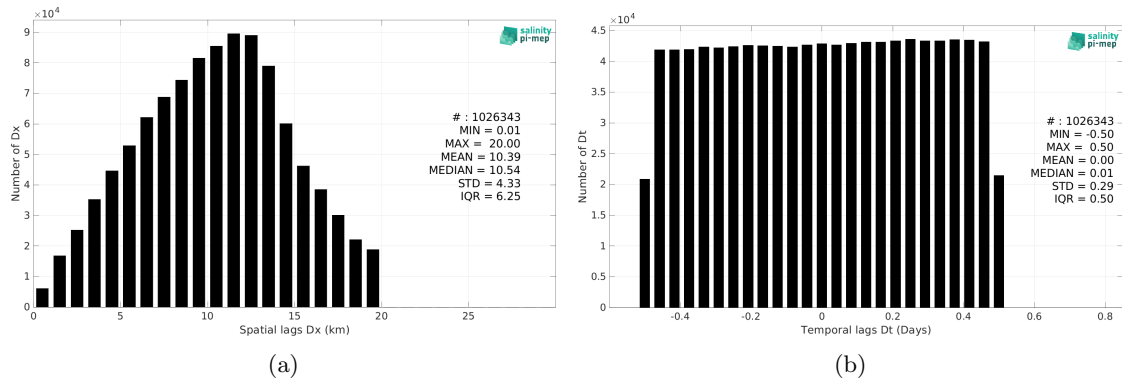 ×10⁴
9
8
7
6
5
4
3
2
1
0
Number of Dx
0 5 10 15 20 25
Spatial lags Dx (km)
salinity
pi-mep
# : 1026343
MIN = 0.01
MAX = 20.00
MEAN = 10.39
MEDIAN = 10.54
STD = 4.33
IQR = 6.25
(a)
×10⁴
4.5
4
3.5
3
2.5
2
1.5
1
0.5
0
Number of Dt
-0.4 -0.2 0 0.2 0.4 0.6 0.8
Temporal lags Dt (Days)
salinity
pi-mep
# : 1026343
MIN = -0.50
MAX = 0.50
MEAN = 0.00
MEDIAN = 0.01
STD = 0.29
IQR = 0.50
(b)